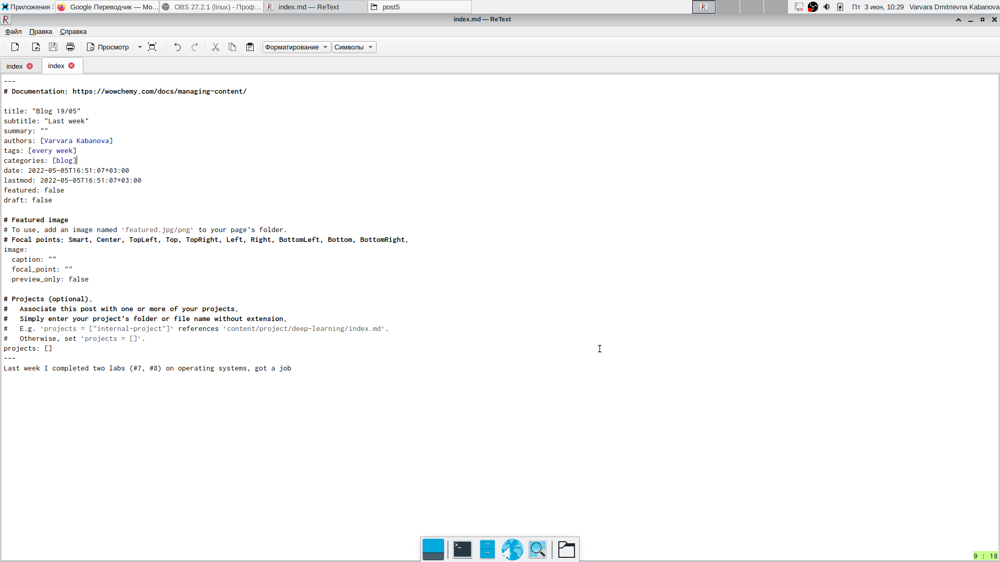 Приложения
Google Переводчик — Mo...
OBS 27.2.1 (linux) - Проф...
index.md — ReText
post5
Пт 3 июн, 10:29
Varvara Dmitrievna Kabanova
index.md — ReText
Файл Правка Справка
Просмотр
Форматирование
Символы
index
index
---
# Documentation: https://wowchemy.com/docs/managing-content/
title: "Blog 19/05"
subtitle: "Last week"
summary: ""
authors: [Varvara Kabanova]
tags: [every week]
categories: [blog]
date: 2022-05-05T16:51:07+03:00
lastmod: 2022-05-05T16:51:07+03:00
featured: false
draft: false
# Featured image
# To use, add an image named `featured.jpg/png` to your page's folder.
# Focal points: Smart, Center, TopLeft, Top, TopRight, Left, Right, BottomLeft, Bottom, BottomRight.
image:
  caption: ""
  focal_point: ""
  preview_only: false
# Projects (optional).
#   Associate this post with one or more of your projects.
#   Simply enter your project's folder or file name without extension.
#   E.g. `projects = ["internal-project"]` references `content/project/deep-learning/index.md`.
#   Otherwise, set `projects = []`.
projects: []
---
Last week I completed two labs (#7, #8) on operating systems, got a job
9 : 18